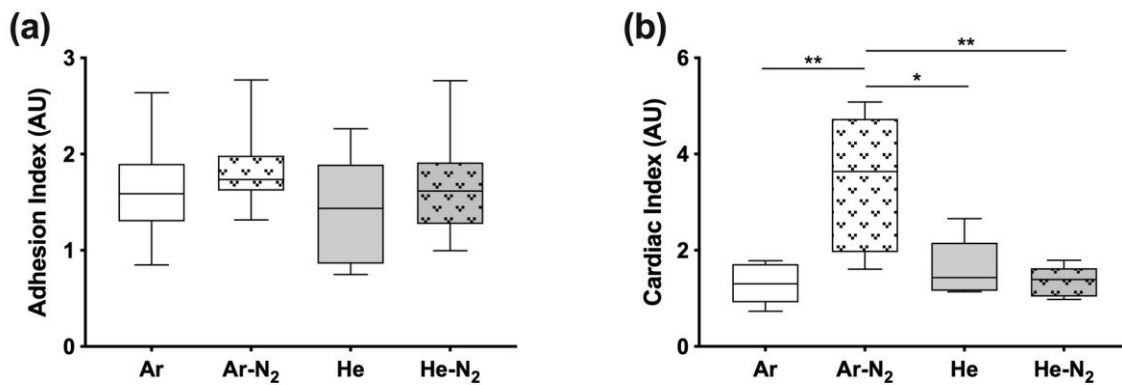 (a)
Adhesion Index (AU)
3
2
1
0
Ar
Ar-N₂
He
He-N₂
(b)
Cardiac Index (AU)
6
4
2
0
**
*
**
Ar
Ar-N₂
He
He-N₂